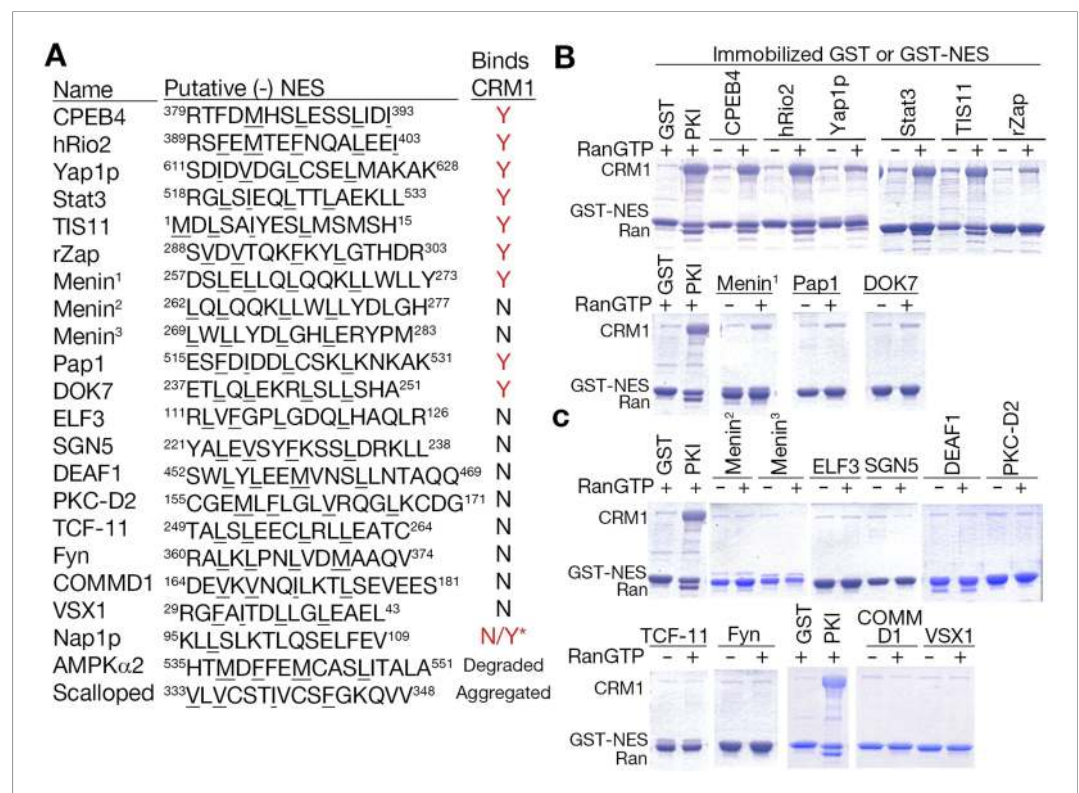 A
Binds
Name Putative (-) NES CRM1
CPEB4 379RTFDMHSLESSLIDI393 Y
hRio2 389RSFEMTEFNQALEEI403 Y
Yap1p 611SDIDVDGLCSELMAKAK628 Y
Stat3 518RGLSIEQLTTLAEKLL533 Y
TIS11 1MDLSAIYESLMSMSH15 Y
rZap 288SVDVTQKFKYLGTHDR303 Y
Menin1 257DSLELLQLQQKLLWLLY273 Y
Menin2 262LQLQQKLLWLLYDLGH277 N
Menin3 269LWLLYDLGHLERYPM283 N
Pap1 515ESFDIDDLCSKLKNKAK531 Y
DOK7 237ETLQLEKRLSLLSHA251 Y
ELF3 111RLVFGPLGDQLHAQLR126 N
SGN5 221YALEVSYFKSSLDRKLL238 N
DEAF1 452SWLYLEEMVNSLLNTAQQ469 N
PKC-D2 155CGEMLFLGLVRQGLKCDG171 N
TCF-11 249TALSLEECLRLLEATC264 N
Fyn 360RALKLPNLVDMAAQV374 N
COMMD1 164DEVKVNQILKTLSEVEES181 N
VSX1 29RGFAITDLLGLEAEL43 N
Nap1p 95KLLSLKTLQSELFEV109 N/Y*
AMPKα2 535HTMDFFEMCASLITALA551 Degraded
Scalloped 333VLVCSTIVCSFGKQVV348 Aggregated
B
Immobilized GST or GST-NES
GST PKI CPEB4 hRio2 Yap1p Stat3 TIS11 rZap
RanGTP + + - + - + - + - + - + - +
CRM1
GST-NES
Ran
GST PKI Menin1 Pap1 DOK7
RanGTP + + - + - + - +
CRM1
GST-NES
Ran
C
GST PKI Menin2 Menin3 ELF3 SGN5 DEAF1 PKC-D2
RanGTP + + - + - + - + - + - + - +
CRM1
GST-NES
Ran
TCF-11 Fyn GST PKI COMM D1 VSX1
RanGTP - + - + + + - + - +
CRM1
GST-NES
Ran